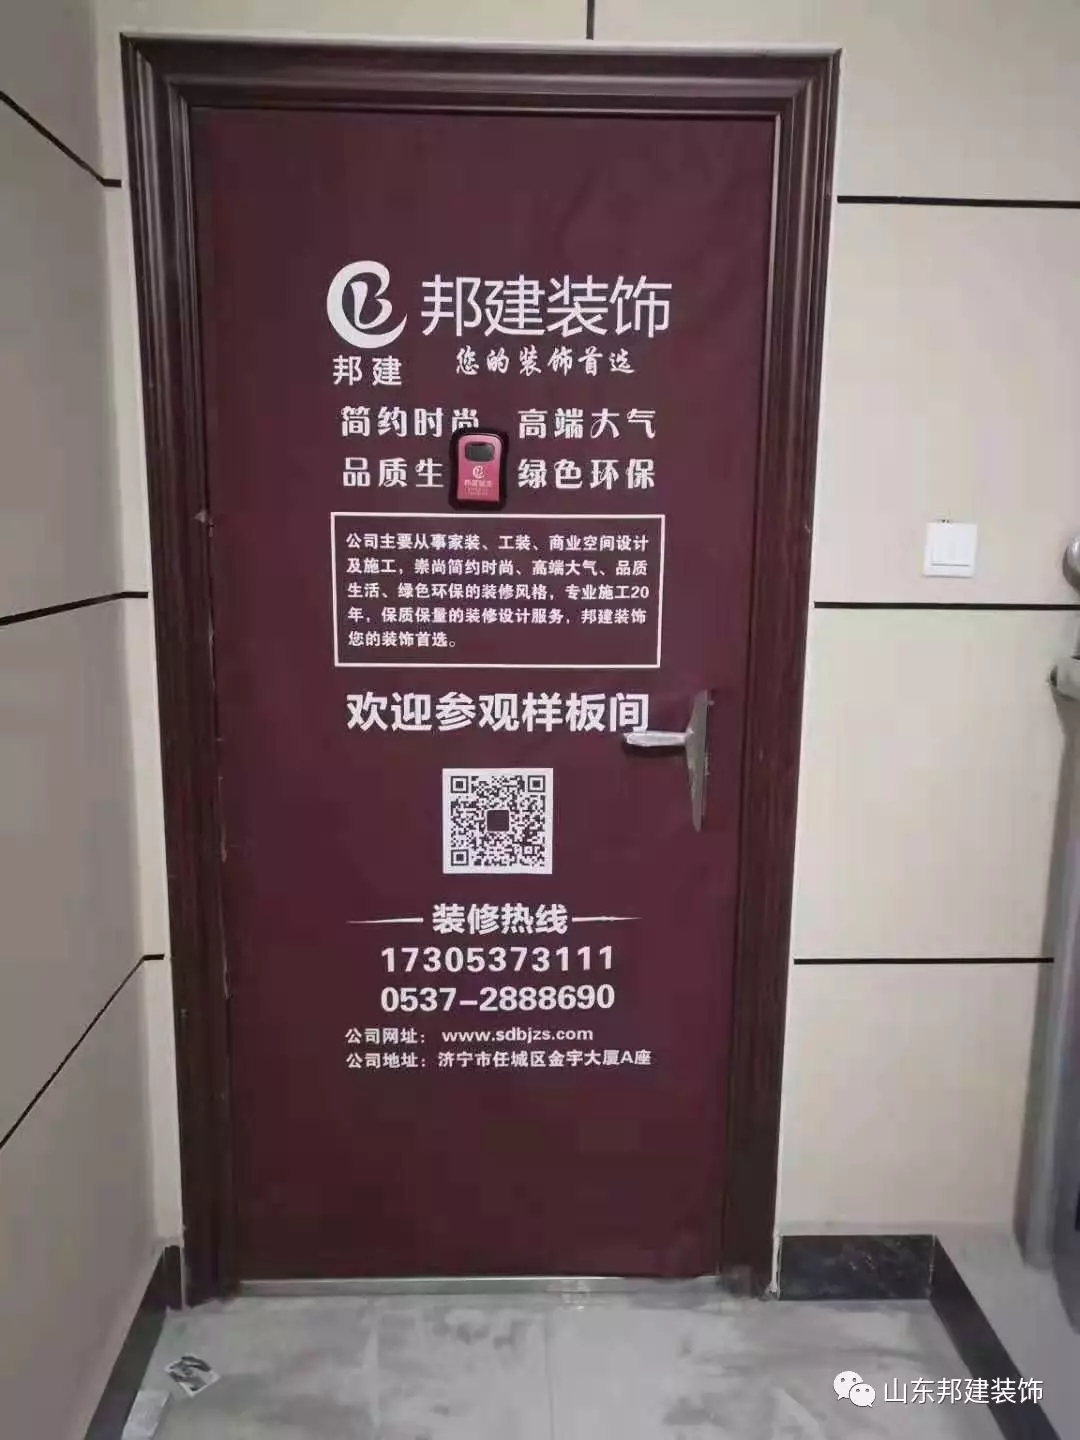 邦建装饰
邦建
您的装饰首选
简约时尚 高端大气
品质生 绿色环保
邦建装饰
公司主要从事家装、工装、商业空间设计
及施工，崇尚简约时尚、高端大气、品质
生活、绿色环保的装修风格，专业施工20
年，保质保量的装修设计服务，邦建装饰
您的装饰首选。
欢迎参观样板间
装修热线
17305373111
0537-2888690
公司网址：www.sdbjzs.com
公司地址：济宁市任城区金宇大厦A座
山东邦建装饰